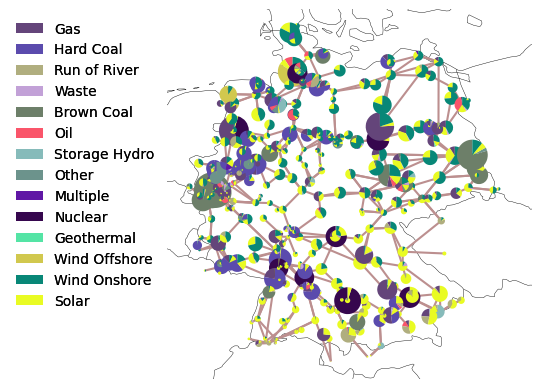 Gas
Hard Coal
Run of River
Waste
Brown Coal
Oil
Storage Hydro
Other
Multiple
Nuclear
Geothermal
Wind Offshore
Wind Onshore
Solar